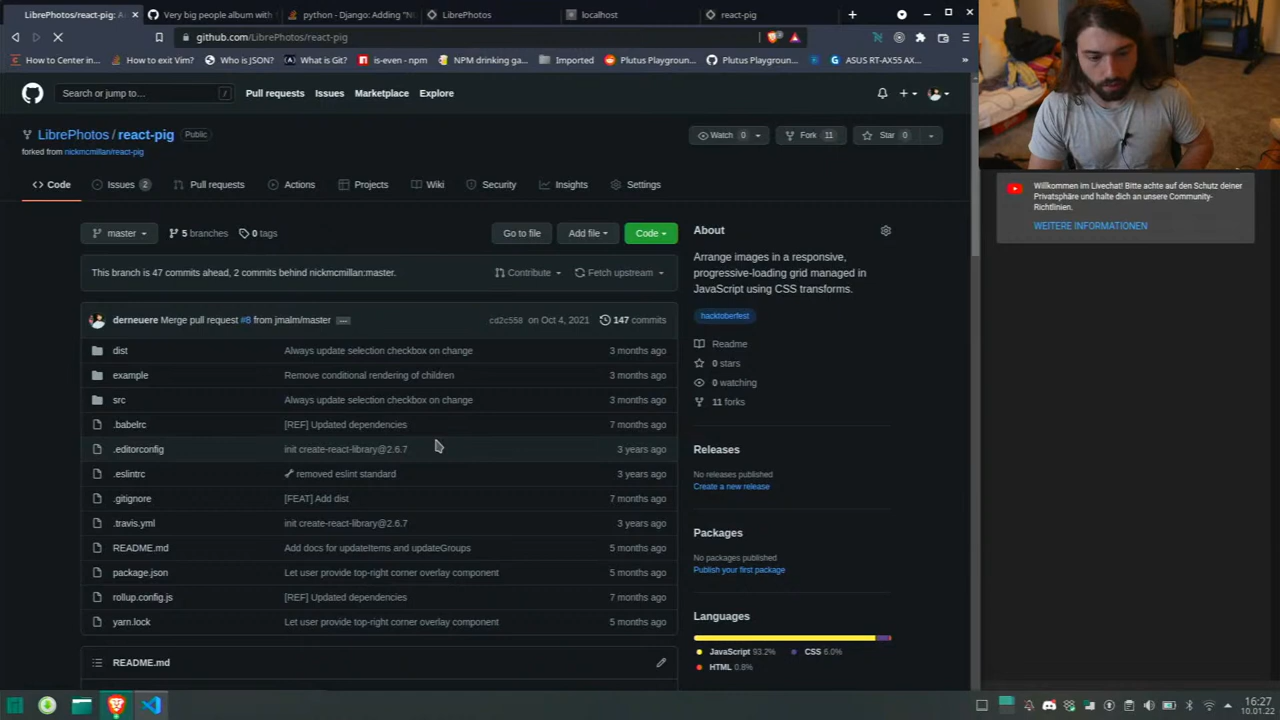 LibrePhotos/react-pig: A
Very big people album with
python - Django: Adding "N
LibrePhotos
localhost
react-pig
github.com/LibrePhotos/react-pig
How to Center in...
How to exit Vim?
Who is JSON?
What is Git?
is-even - npm
NPM drinking ga...
Imported
Plutus Playgroun...
Plutus Playgroun...
ASUS RT-AX55 AX...
Search or jump to...
/
Pull requests
Issues
Marketplace
Explore
LibrePhotos / react-pig
Public
forked from nickmcmillan/react-pig
Watch 0
Fork 11
Star 0
Code
Issues 2
Pull requests
Actions
Projects
Wiki
Security
Insights
Settings
master
5 branches
0 tags
Go to file
Add file
Code
This branch is 47 commits ahead, 2 commits behind nickmcmillan:master.
Contribute
Fetch upstream
derneuere Merge pull request #8 from jmalm/master ...
cd2c558 on Oct 4, 2021
147 commits
dist Always update selection checkbox on change 3 months ago
example Remove conditional rendering of children 3 months ago
src Always update selection checkbox on change 3 months ago
.babelrc [REF] Updated dependencies 7 months ago
.editorconfig init create-react-library@2.6.7 3 years ago
.eslintrc removed eslint standard 3 years ago
.gitignore [FEAT] Add dist 7 months ago
.travis.yml init create-react-library@2.6.7 3 years ago
README.md Add docs for updateItems and updateGroups 5 months ago
package.json Let user provide top-right corner overlay component 5 months ago
rollup.config.js [REF] Updated dependencies 7 months ago
yarn.lock Let user provide top-right corner overlay component 5 months ago
README.md
About
Arrange images in a responsive,
progressive-loading grid managed in
JavaScript using CSS transforms.
hacktoberfest
Readme
0 stars
0 watching
11 forks
Releases
No releases published
Create a new release
Packages
No packages published
Publish your first package
Languages
JavaScript 93.2%
CSS 6.0%
HTML 0.8%
Willkommen im Livechat! Bitte achte auf den Schutz deiner
Privatsphäre und halte dich an unsere Community-
Richtlinien.
WEITERE INFORMATIONEN
16:27
10.01.22